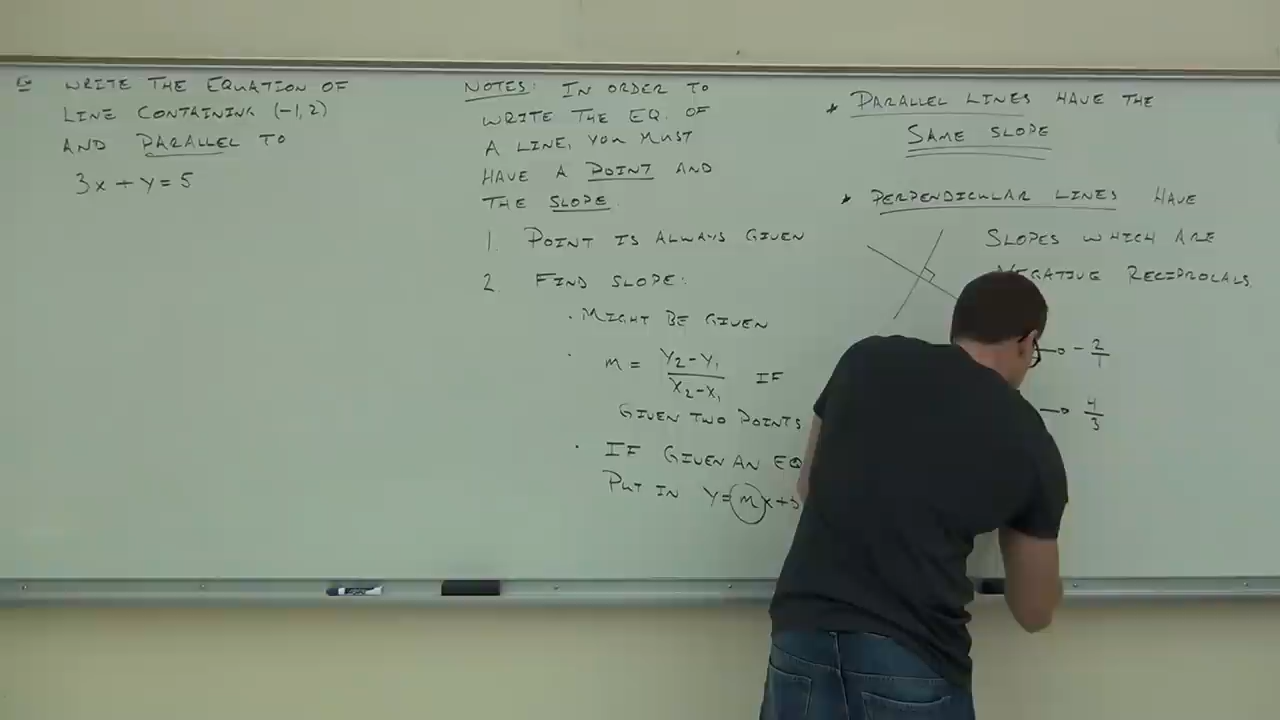 EG WRITE THE EQUATION OF
LINE CONTAINING (-1,2)
AND PARALLEL TO
3x + y = 5
NOTES: IN ORDER TO
WRITE THE EQ. OF
A LINE, YOU MUST
HAVE A POINT AND
THE SLOPE.
1. POINT IS ALWAYS GIVEN
2. FIND SLOPE:
· MIGHT BE GIVEN
· m = y₂-y₁/x₂-x₁ IF
GIVEN TWO POINTS
· IF GIVEN AN EQ
PUT IN y=mx+b
* PARALLEL LINES HAVE THE
SAME SLOPE
* PERPENDICULAR LINES HAVE
SLOPES WHICH ARE
NEGATIVE RECIPROCALS.
→ -2/1
→ 4/3